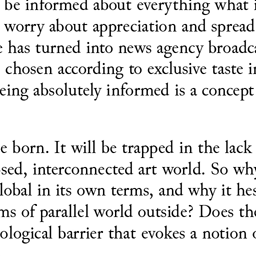 be informed about everything what i
worry about appreciation and spread
has turned into news agency broadca
chosen according to exclusive taste i
eing absolutely informed is a concept
e born. It will be trapped in the lack
sed, interconnected art world. So wh
lobal in its own terms, and why it hes
ms of parallel world outside? Does the
ological barrier that evokes a notion